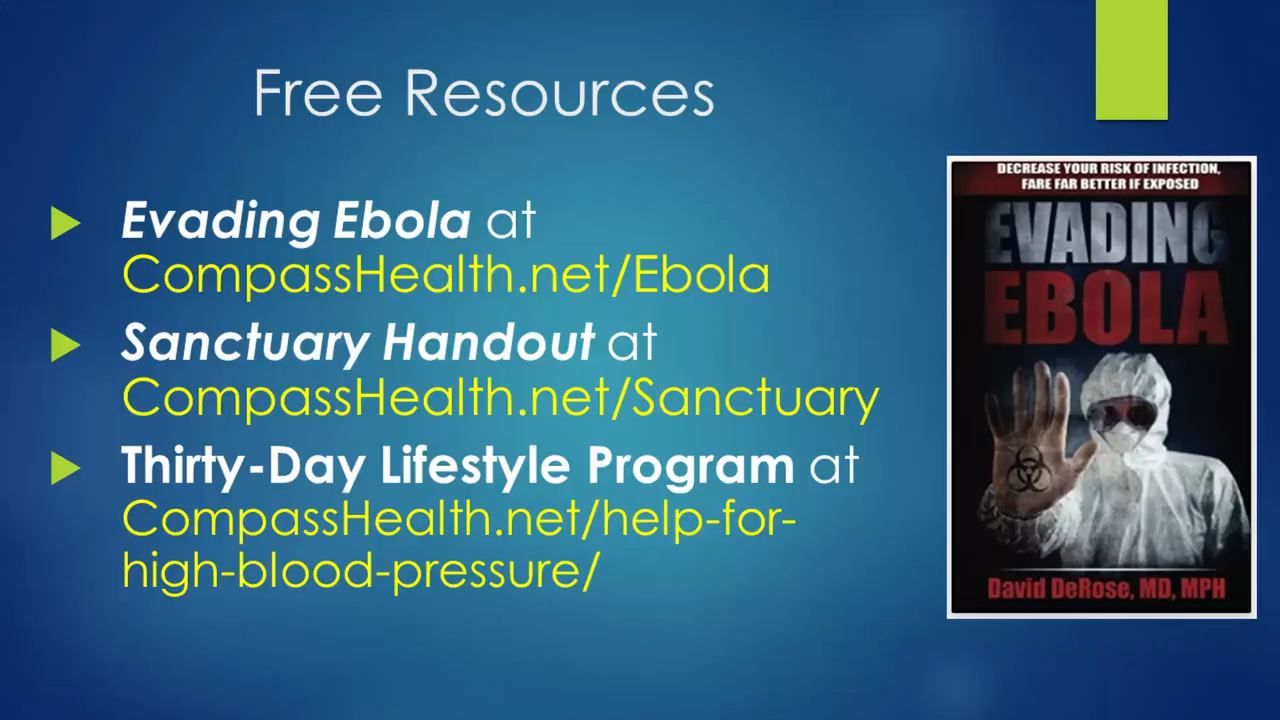 Free Resources
Evading Ebola at
CompassHealth.net/Ebola
Sanctuary Handout at
CompassHealth.net/Sanctuary
Thirty-Day Lifestyle Program at
CompassHealth.net/help-for-
high-blood-pressure/
DECREASE YOUR RISK OF INFECTION,
FARE FAR BETTER IF EXPOSED
EVADING
EBOLA
David DeRose, MD, MPH